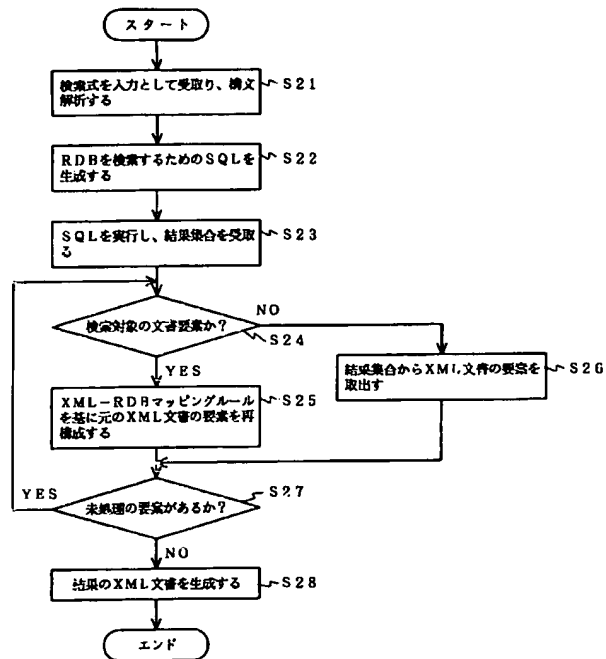 スタート
検索式を入力として受取り、構文 S21
解析する
RDBを検索するためのSQLを S22
生成する
SQLを実行し、結果集合を受取 S23
る
検索対象の文書要素か？ NO
S24
YES
結果集合からXML文書の要素を S26
取出す
XML－RDBマッピングルール S25
を基に元のXML文書の要素を再
構成する
YES 未処理の要素があるか？ S27
NO
結果のXML文書を生成する S28
エンド